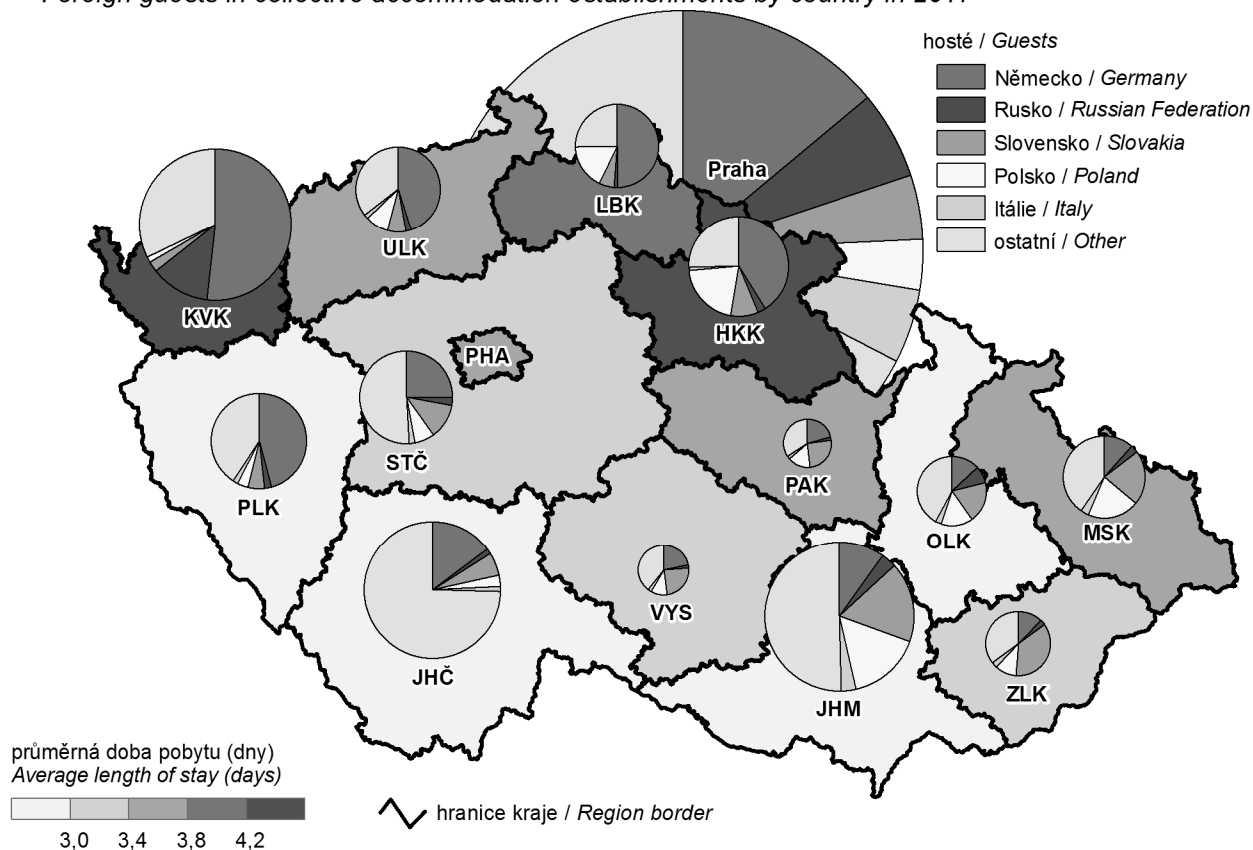 Foreign guests in collective accommodation establishments by country in 2017
hosté / Guests
Německo / Germany
Rusko / Russian Federation
Slovensko / Slovakia
Polsko / Poland
Itálie / Italy
ostatní / Other
Praha
LBK
ULK
KVK
HKK
PHA
STČ
PLK
PAK
OLK
MSK
VYS
JHČ
JHM
ZLK
průměrná doba pobytu (dny)
Average length of stay (days)
3,0 3,4 3,8 4,2
hranice kraje / Region border